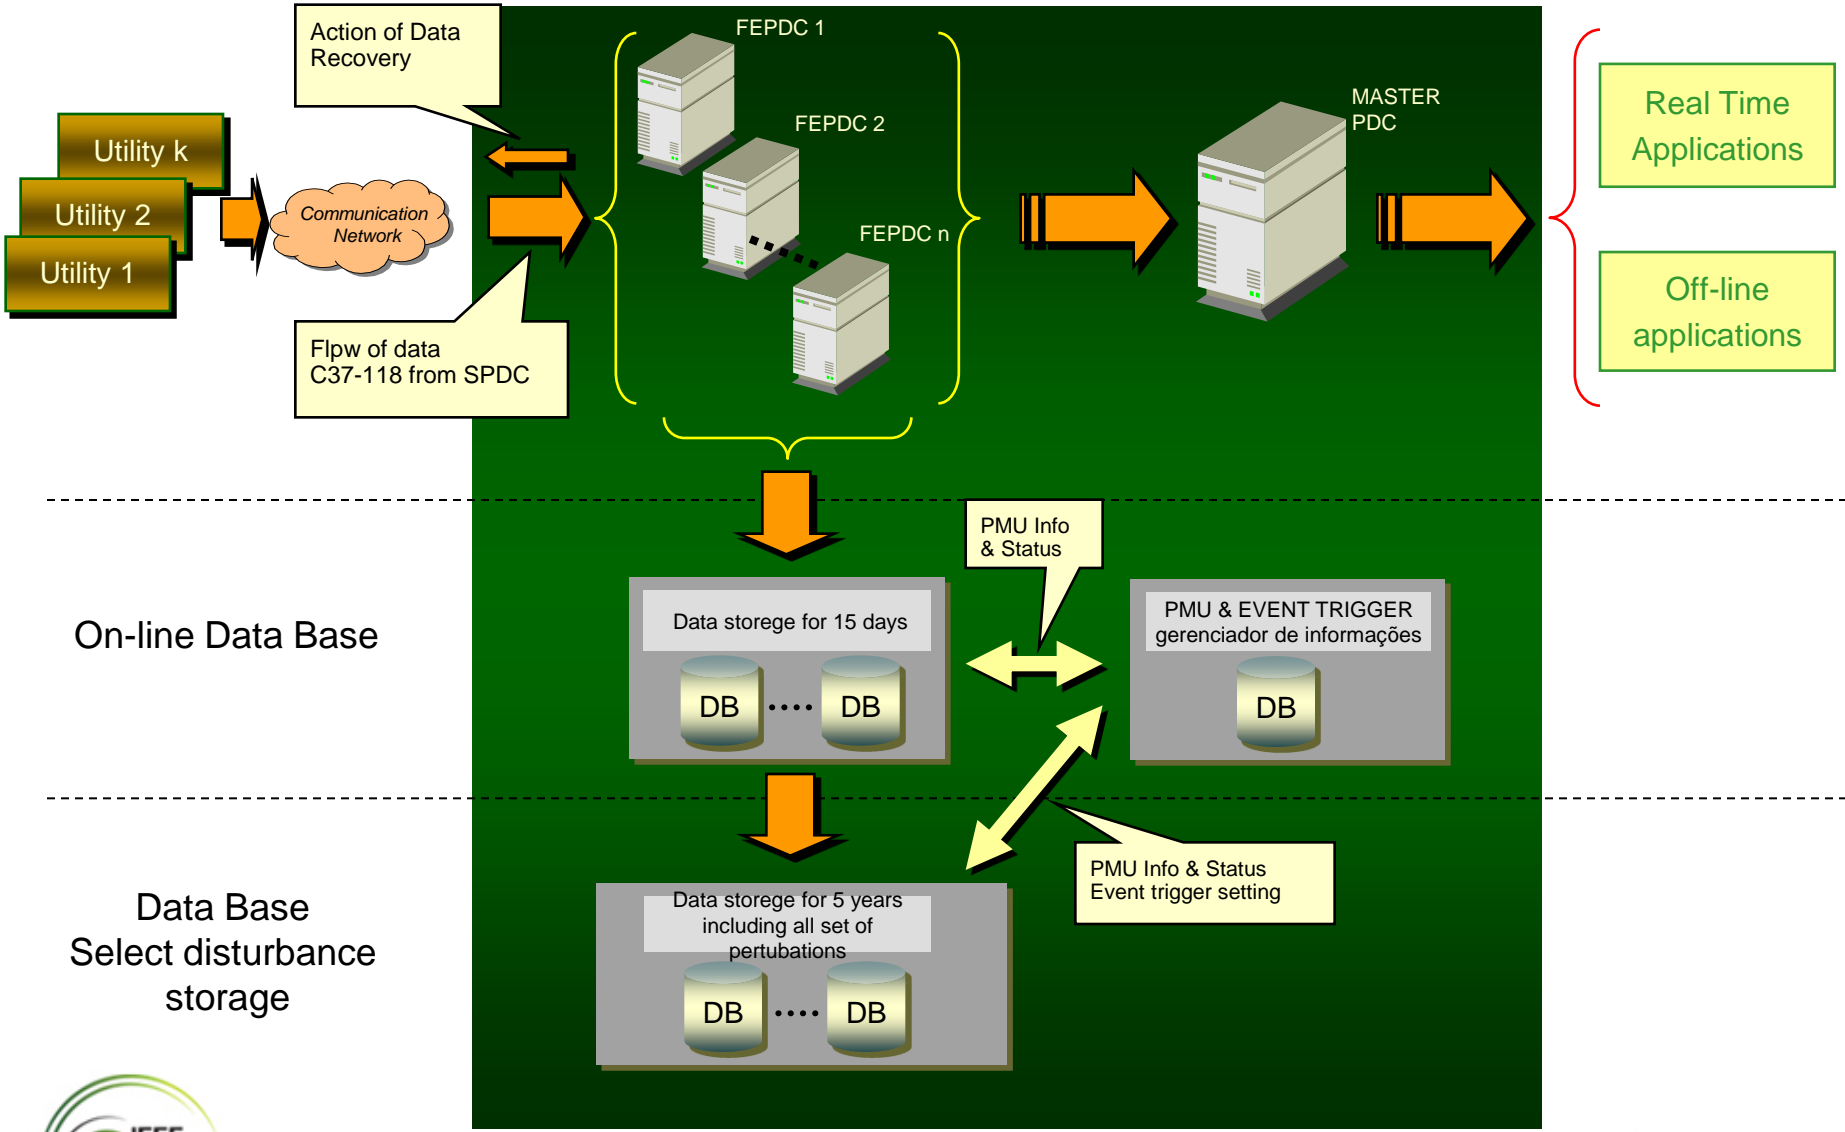 Action of Data
Recovery
FEPDC 1
FEPDC 2
FEPDC n
MASTER
PDC
Real Time
Applications
Off-line
applications
Utility k
Utility 2
Utility 1
Communication
Network
Flpw of data
C37-118 from SPDC
PMU Info
& Status
On-line Data Base
Data storege for 15 days
DB
DB
PMU & EVENT TRIGGER
gerenciador de informações
DB
PMU Info & Status
Event trigger setting
Data Base
Select disturbance
storage
Data storege for 5 years
including all set of
pertubations
DB
DB